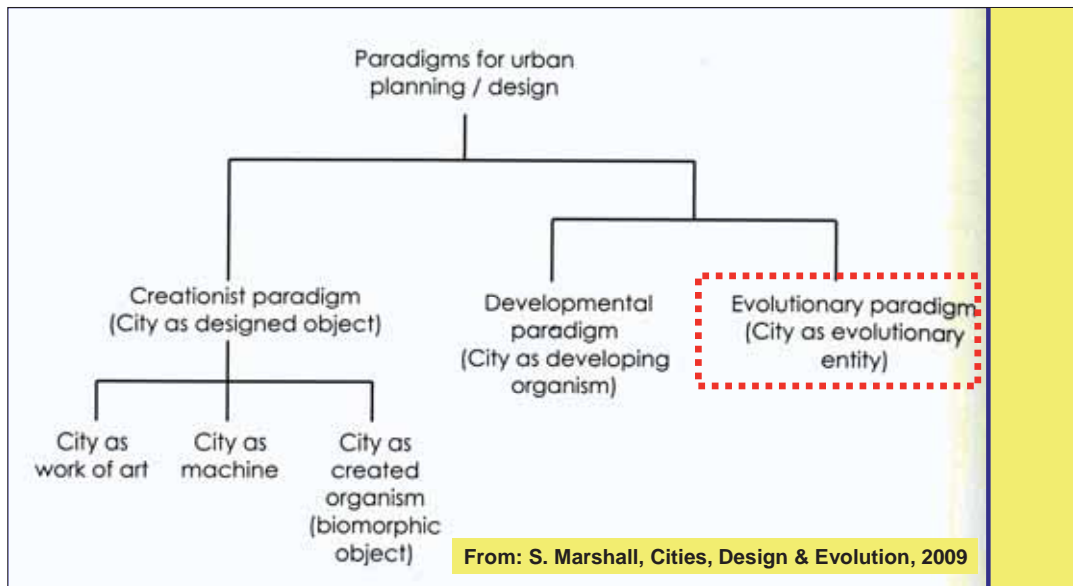 Paradigms for urban
planning / design
Creationist paradigm
(City as designed object)
Developmental
paradigm
(City as developing
organism)
Evolutionary paradigm
(City as evolutionary
entity)
City as
work of art
City as
machine
City as
created
organism
(biomorphic
object)
From: S. Marshall, Cities, Design & Evolution, 2009